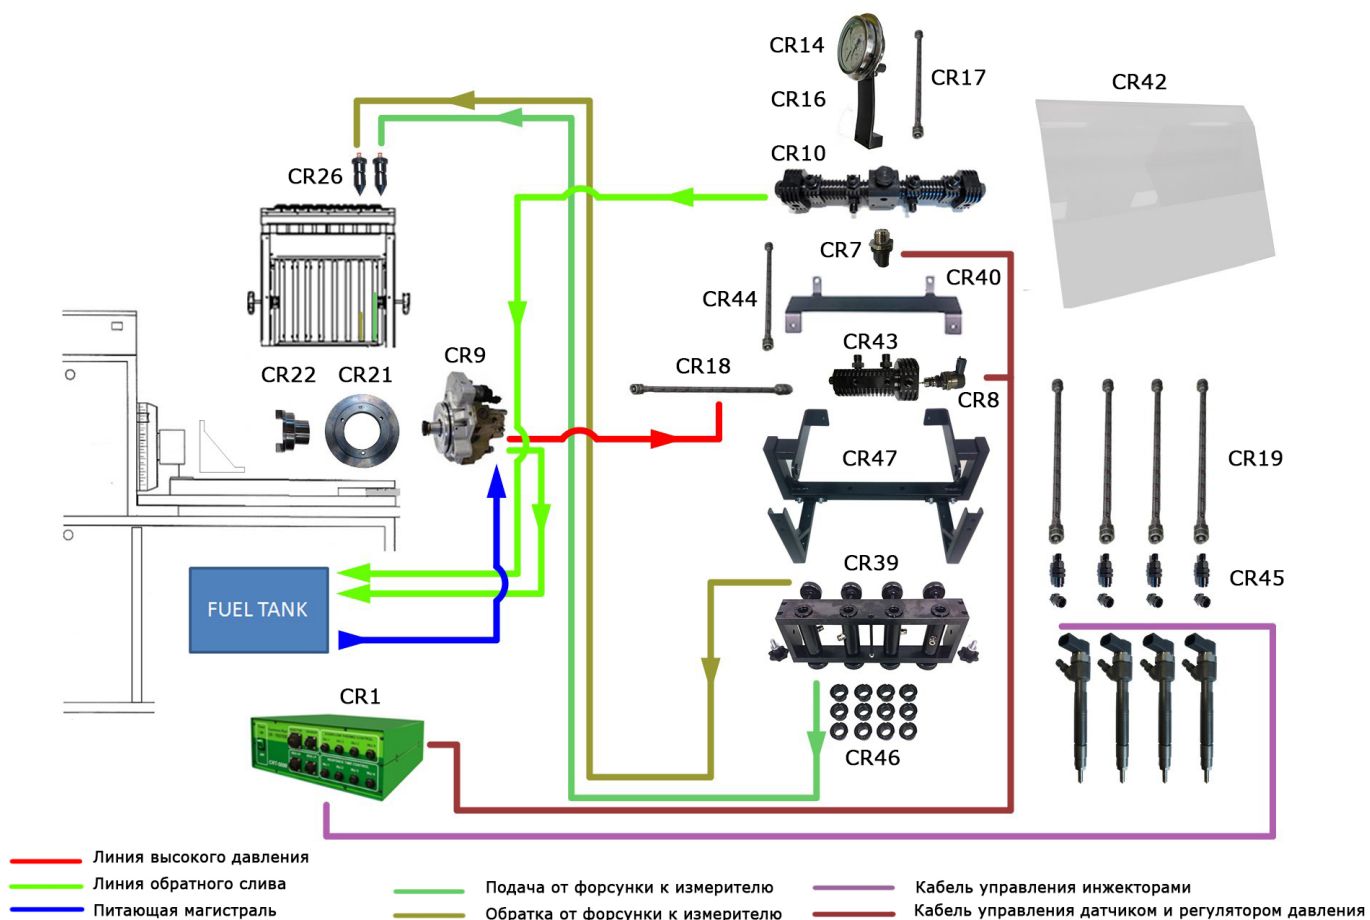 CR14
CR17
CR16
CR42
CR10
CR26
CR7
CR40
CR44
CR43
CR9
CR18
CR22
CR21
CR8
CR47
CR19
CR39
CR45
FUEL TANK
CR1
CR46
Линия высокого давления
Линия обратного слива
Питающая магистраль
Подача от форсунки к измерителю
Обратка от форсунки к измерителю
Кабель управления инжекторами
Кабель управления датчиком и регулятором давления